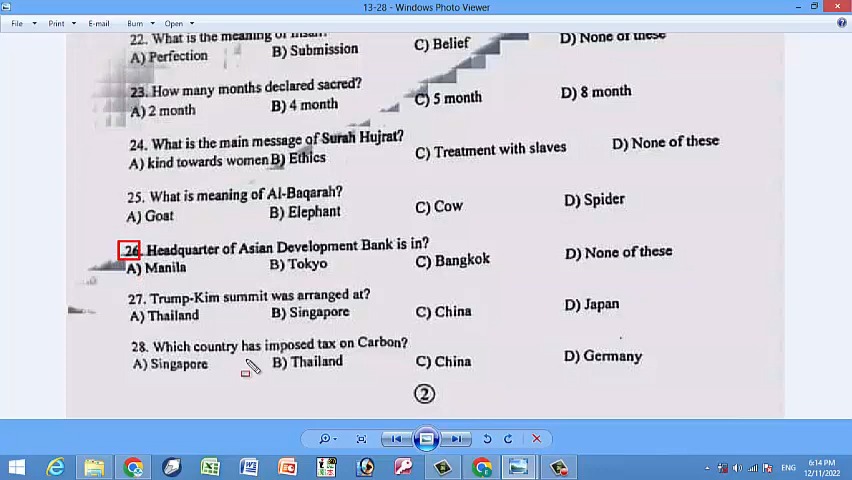 13-28 - Windows Photo Viewer
File Print E-mail Burn Open
22. What is the meaning of Ihsan?
A) Perfection B) Submission C) Belief D) None of these
23. How many months declared sacred?
A) 2 month B) 4 month C) 5 month D) 8 month
24. What is the main message of Surah Hujrat?
A) kind towards women B) Ethics C) Treatment with slaves D) None of these
25. What is meaning of Al-Baqarah?
A) Goat B) Elephant C) Cow D) Spider
26. Headquarter of Asian Development Bank is in?
A) Manila B) Tokyo C) Bangkok D) None of these
27. Trump-Kim summit was arranged at?
A) Thailand B) Singapore C) China D) Japan
28. Which country has imposed tax on Carbon?
A) Singapore B) Thailand C) China D) Germany
2
ENG 6:14 PM
12/11/2022